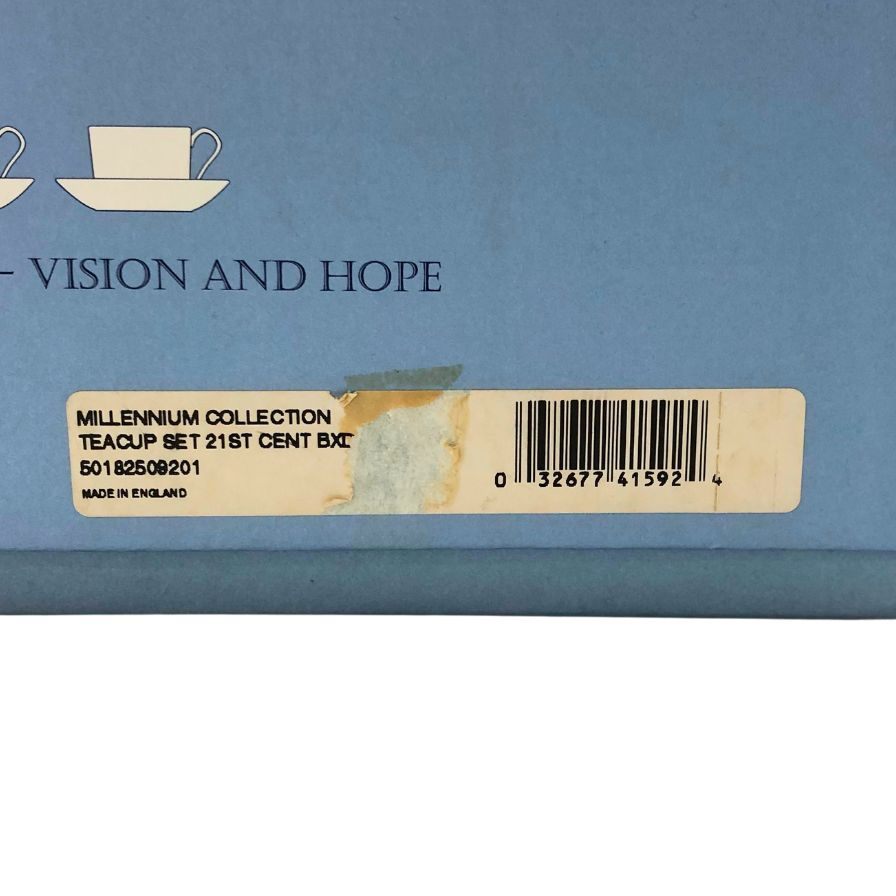 – VISION AND HOPE
MILLENNIUM COLLECTION
TEACUP SET 21ST CENT BXD
50182509201
MADE IN ENGLAND
0 32677 41592 4